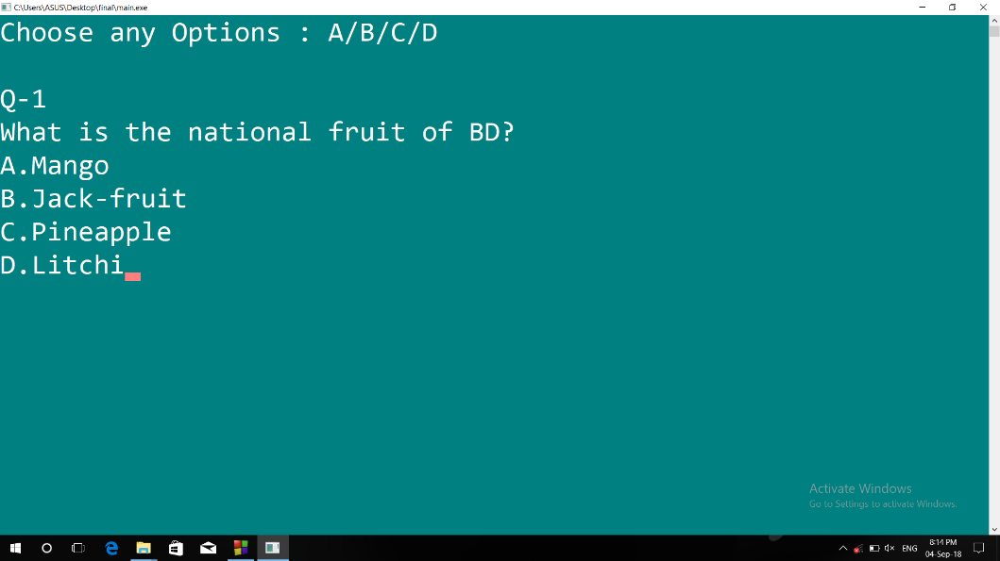 C:\Users\ASUS\Desktop\final\main.exe
Choose any Options : A/B/C/D
Q-1
What is the national fruit of BD?
A.Mango
B.Jack-fruit
C.Pineapple
D.Litchi
Activate Windows
Go to Settings to activate Windows.
ENG
8:14 PM
04-Sep-18